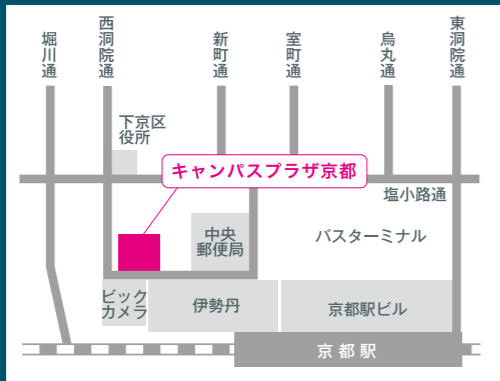 堀川通
西洞院通
新町通
室町通
烏丸通
東洞院通
下京区
役所
キャンパスプラザ京都
塩小路通
中央
郵便局
バスターミナル
ビック
カメラ
伊勢丹
京都駅ビル
京都駅